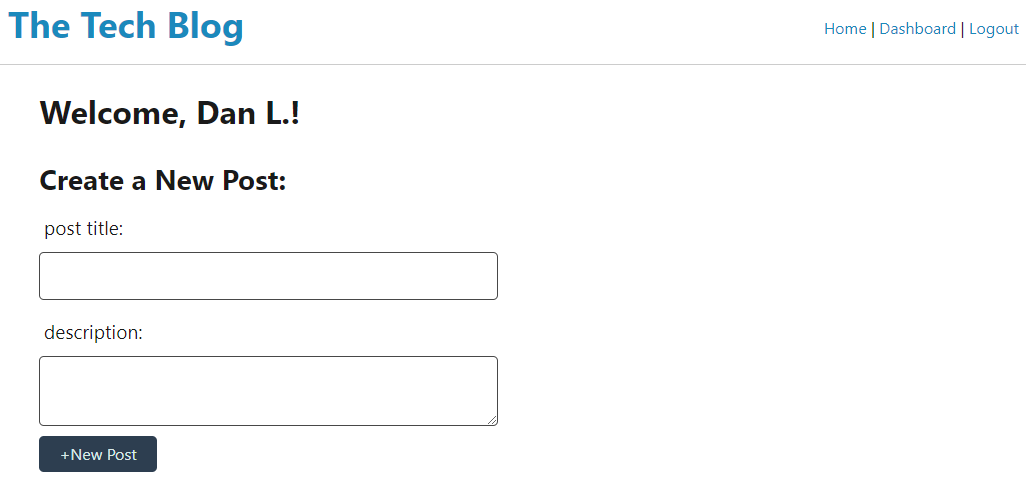 The Tech Blog
Home | Dashboard | Logout
Welcome, Dan L.!
Create a New Post:
post title:
description:
+New Post